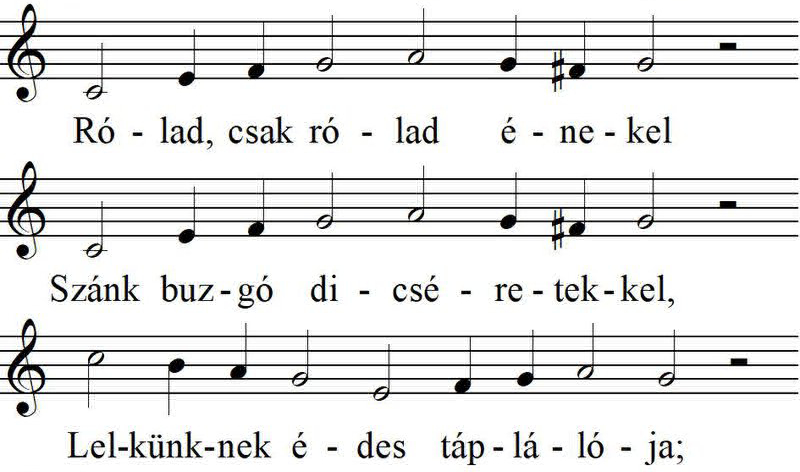 Ró - lad, csak ró - lad é - ne - kel
Szánk buz - gó di - csé - re - tek - kel,
Lel-künk-nek é - des táp - lá - ló - ja;